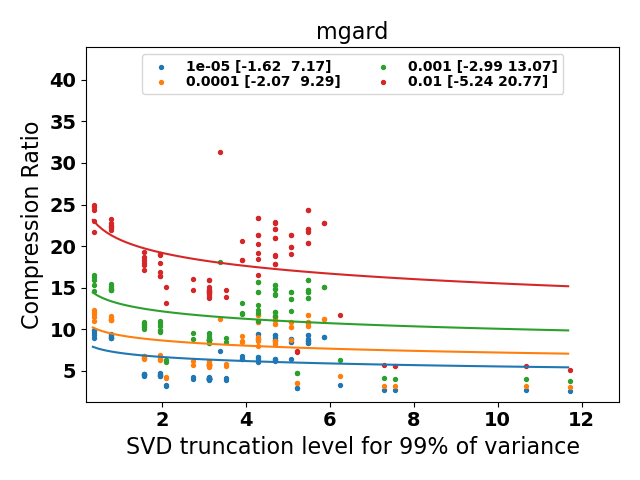 mgard
1e-05 [-1.62  7.17]
0.0001 [-2.07  9.29]
0.001 [-2.99 13.07]
0.01 [-5.24 20.77]
Compression Ratio
40
35
30
25
20
15
10
5
2 4 6 8 10 12
SVD truncation level for 99% of variance